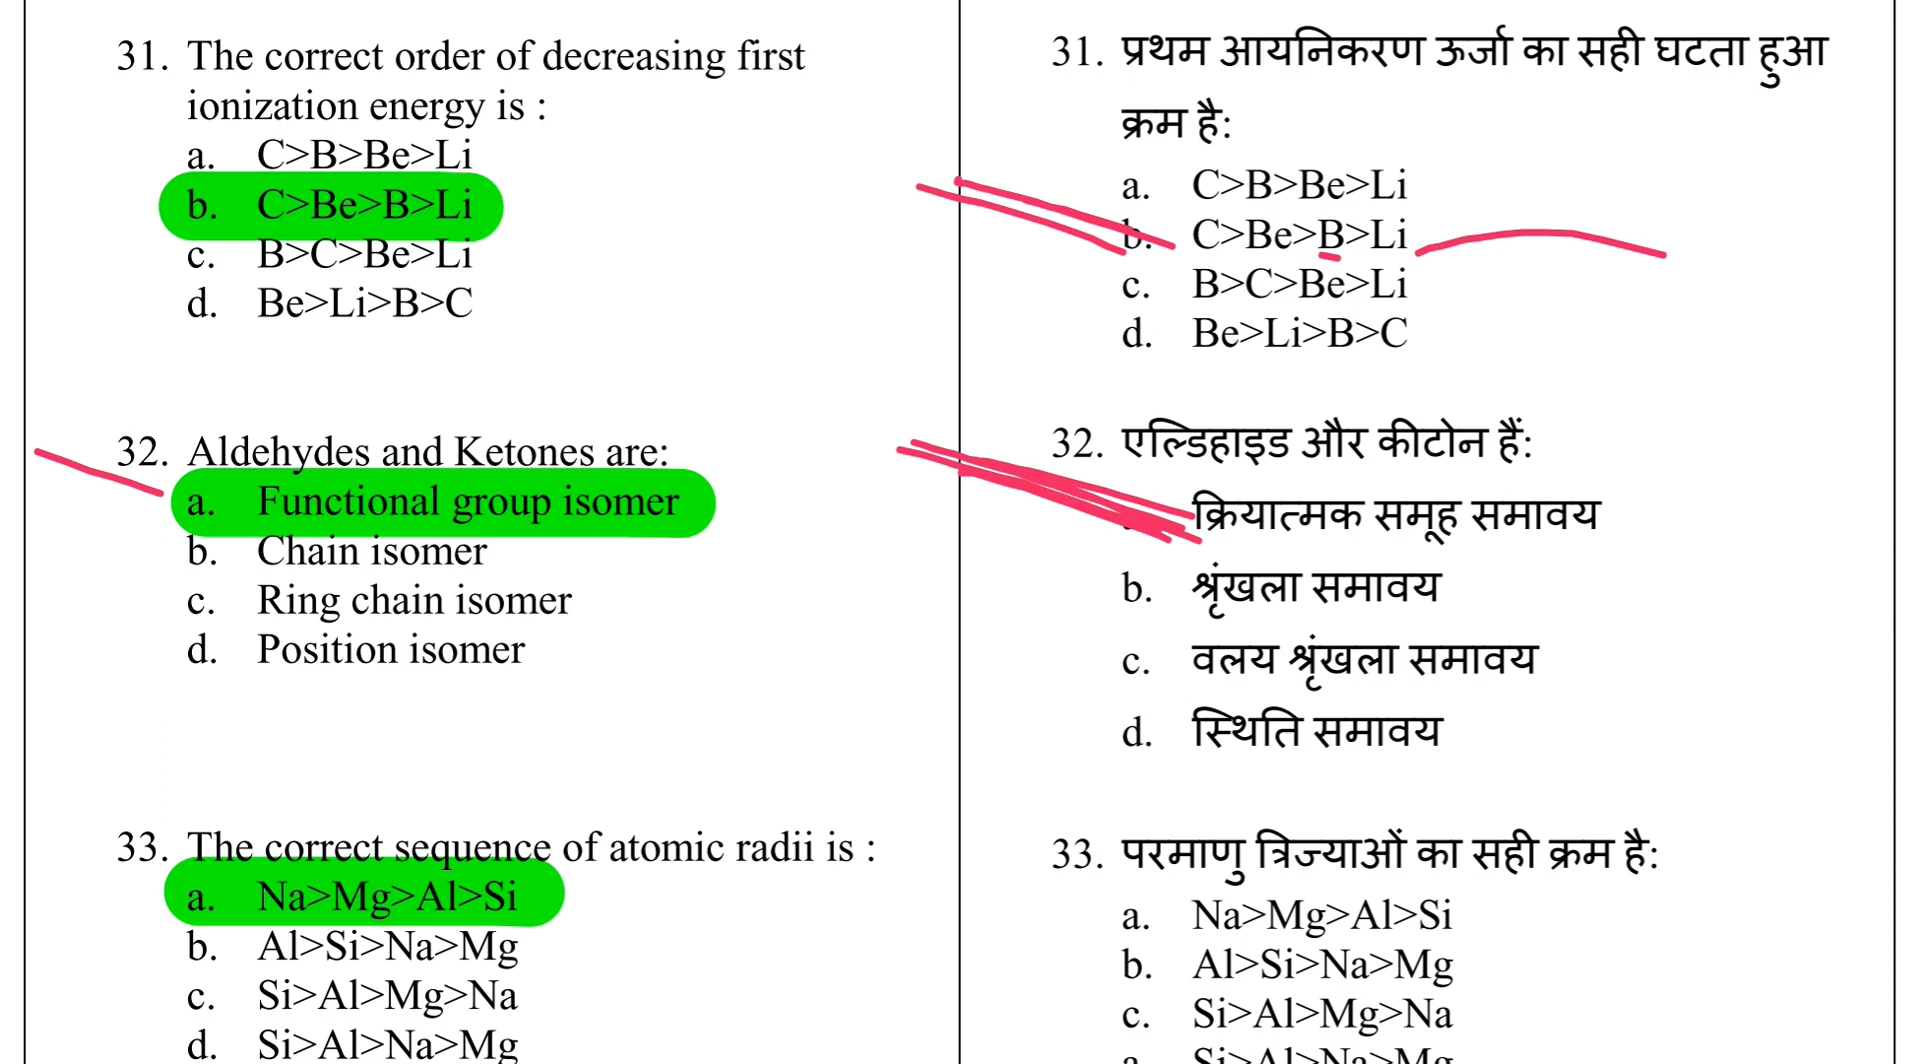 31. The correct order of decreasing first
ionization energy is :
a. C>B>Be>Li
b. C>Be>B>Li
c. B>C>Be>Li
d. Be>Li>B>C
32. Aldehydes and Ketones are:
a. Functional group isomer
b. Chain isomer
c. Ring chain isomer
d. Position isomer
33. The correct sequence of atomic radii is :
a. Na>Mg>Al>Si
b. Al>Si>Na>Mg
c. Si>Al>Mg>Na
d. Si>Al>Na>Mg
31. प्रथम आयनिकरण ऊर्जा का सही घटता हुआ
क्रम है:
a. C>B>Be>Li
b. C>Be>B>Li
c. B>C>Be>Li
d. Be>Li>B>C
32. एल्डिहाइड और कीटोन हैं:
क्रियात्मक समूह समावय
b. श्रृंखला समावय
c. वलय श्रृंखला समावय
d. स्थिति समावय
33. परमाणु त्रिज्याओं का सही क्रम है:
a. Na>Mg>Al>Si
b. Al>Si>Na>Mg
c. Si>Al>Mg>Na